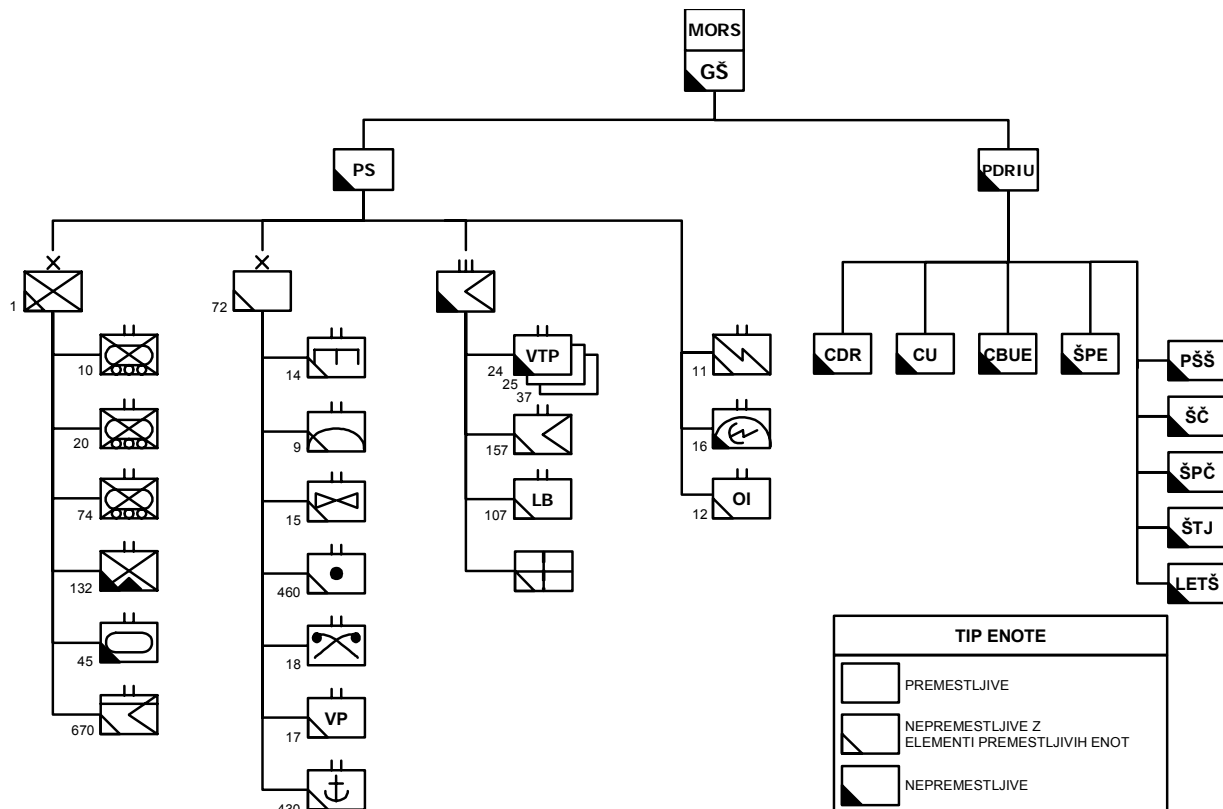 MORS
GŠ
PS
PDRIU
1
10
20
74
132
45
670
72
14
9
15
460
18
VP
17
430
VTP
24
25
37
157
LB
107
11
16
OI
12
CDR
CU
CBUE
ŠPE
PŠŠ
ŠČ
ŠPČ
ŠTJ
LETŠ
TIP ENOTE
PREMESTLJIVE
NEPREMESTLJIVE Z
ELEMENTI PREMESTLJIVIH ENOT
NEPREMESTLJIVE